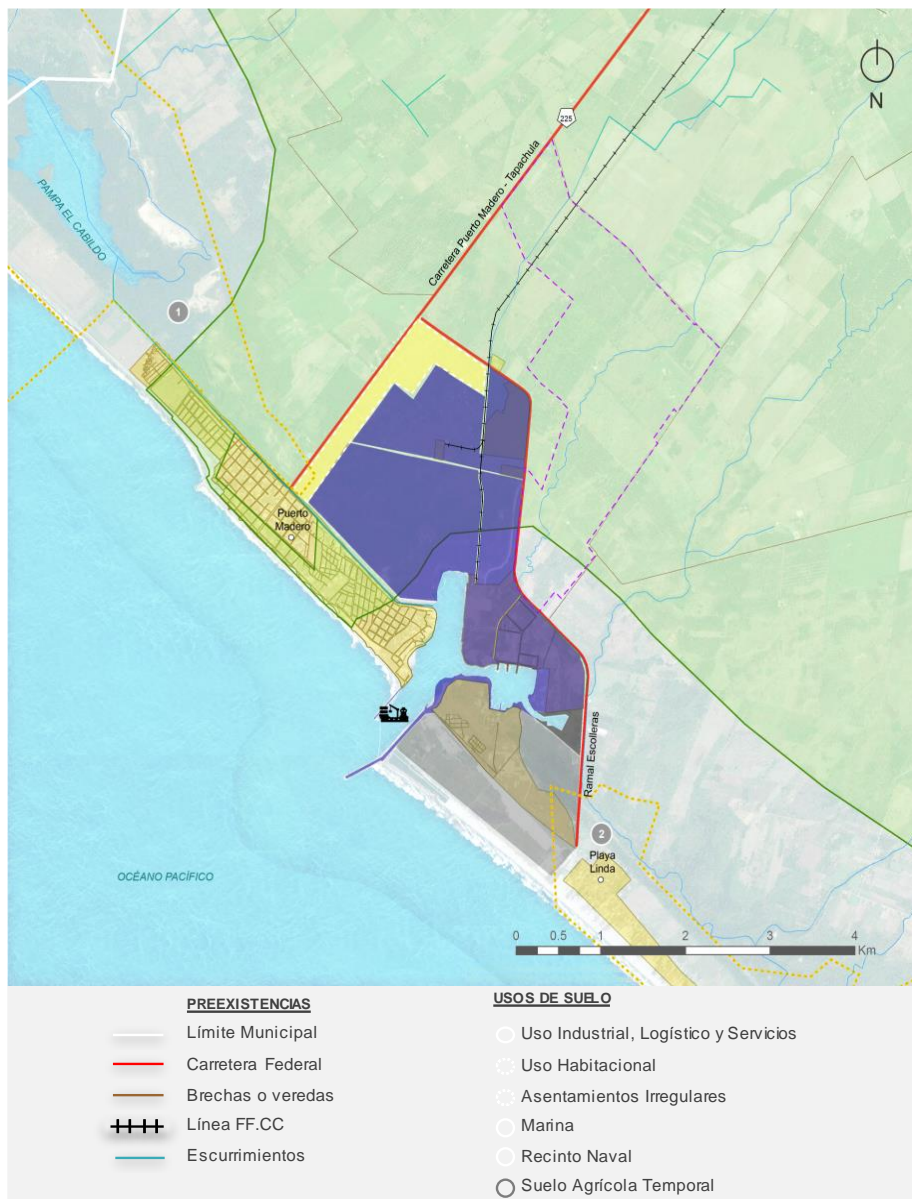 N
225
Carretera Puerto Madero - Tapachula
PAMPA EL CABILDO
1
Puerto
Madero
Ramal Escolleras
2
Playa
Linda
OCÉANO PACÍFICO
0 0.5 1 2 3 4
Km
PREEXISTENCIAS
Límite Municipal
Carretera Federal
Brechas o veredas
Línea FF.CC
Escurrimientos
USOS DE SUELO
Uso Industrial, Logístico y Servicios
Uso Habitacional
Asentamientos Irregulares
Marina
Recinto Naval
Suelo Agrícola Temporal